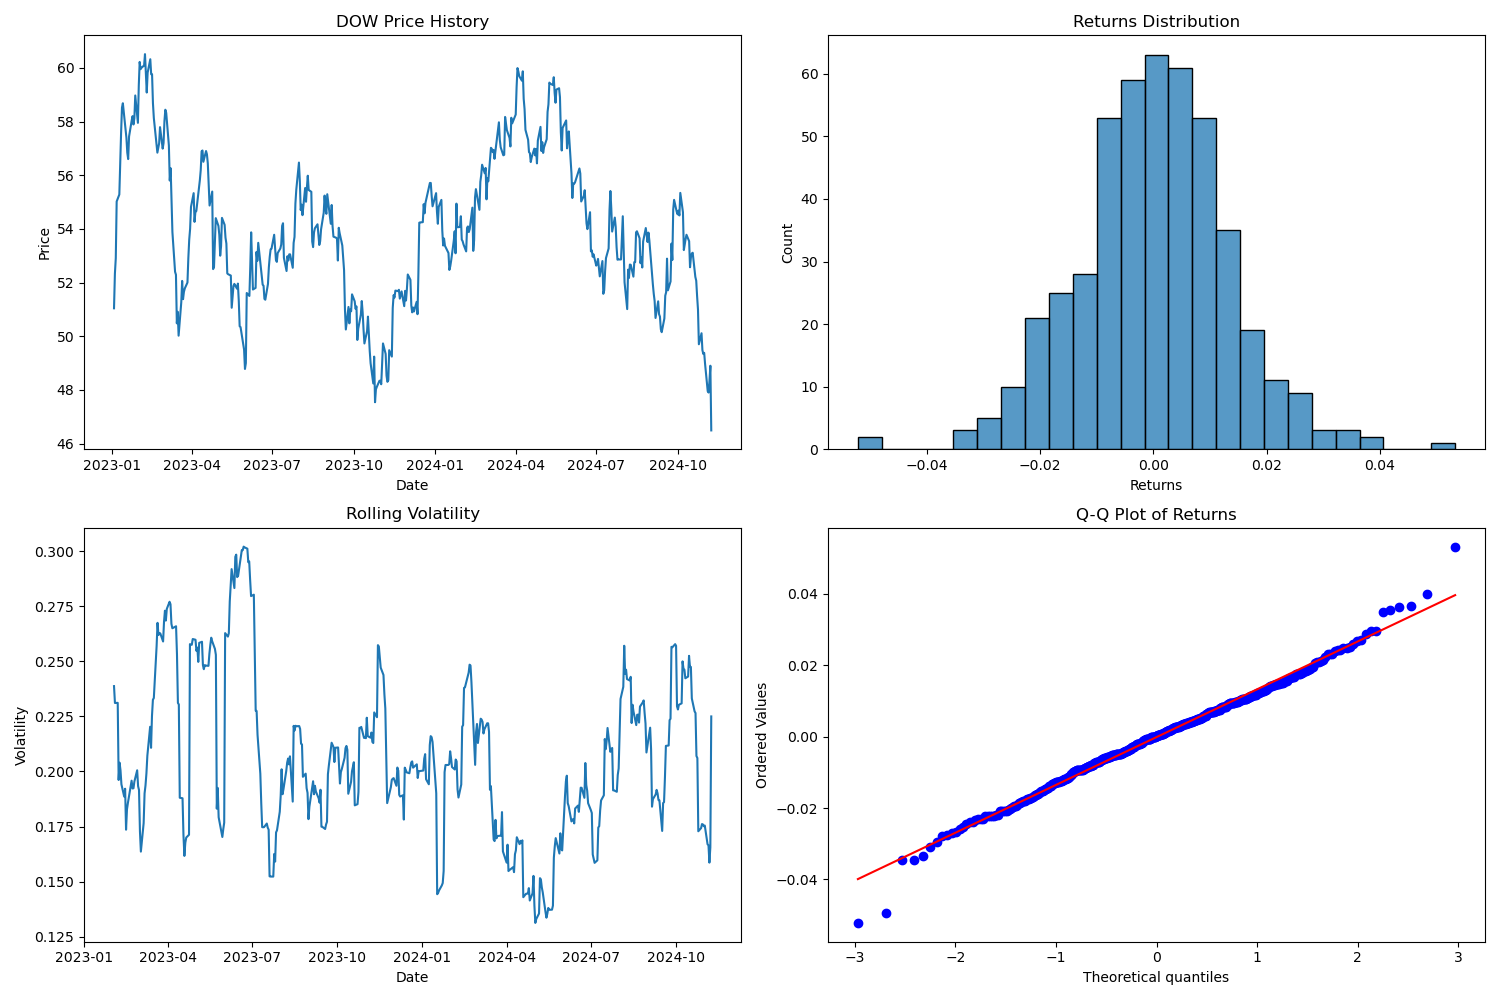 DOW Price History
Price
60
58
56
54
52
50
48
46
2023-01 2023-04 2023-07 2023-10 2024-01 2024-04 2024-07 2024-10
Date
Returns Distribution
Count
60
50
40
30
20
10
0
−0.04 −0.02 0.00 0.02 0.04
Returns
Rolling Volatility
Volatility
0.300
0.275
0.250
0.225
0.200
0.175
0.150
0.125
2023-01 2023-04 2023-07 2023-10 2024-01 2024-04 2024-07 2024-10
Date
Q-Q Plot of Returns
Ordered Values
0.04
0.02
0.00
−0.02
−0.04
−3 −2 −1 0 1 2 3
Theoretical quantiles